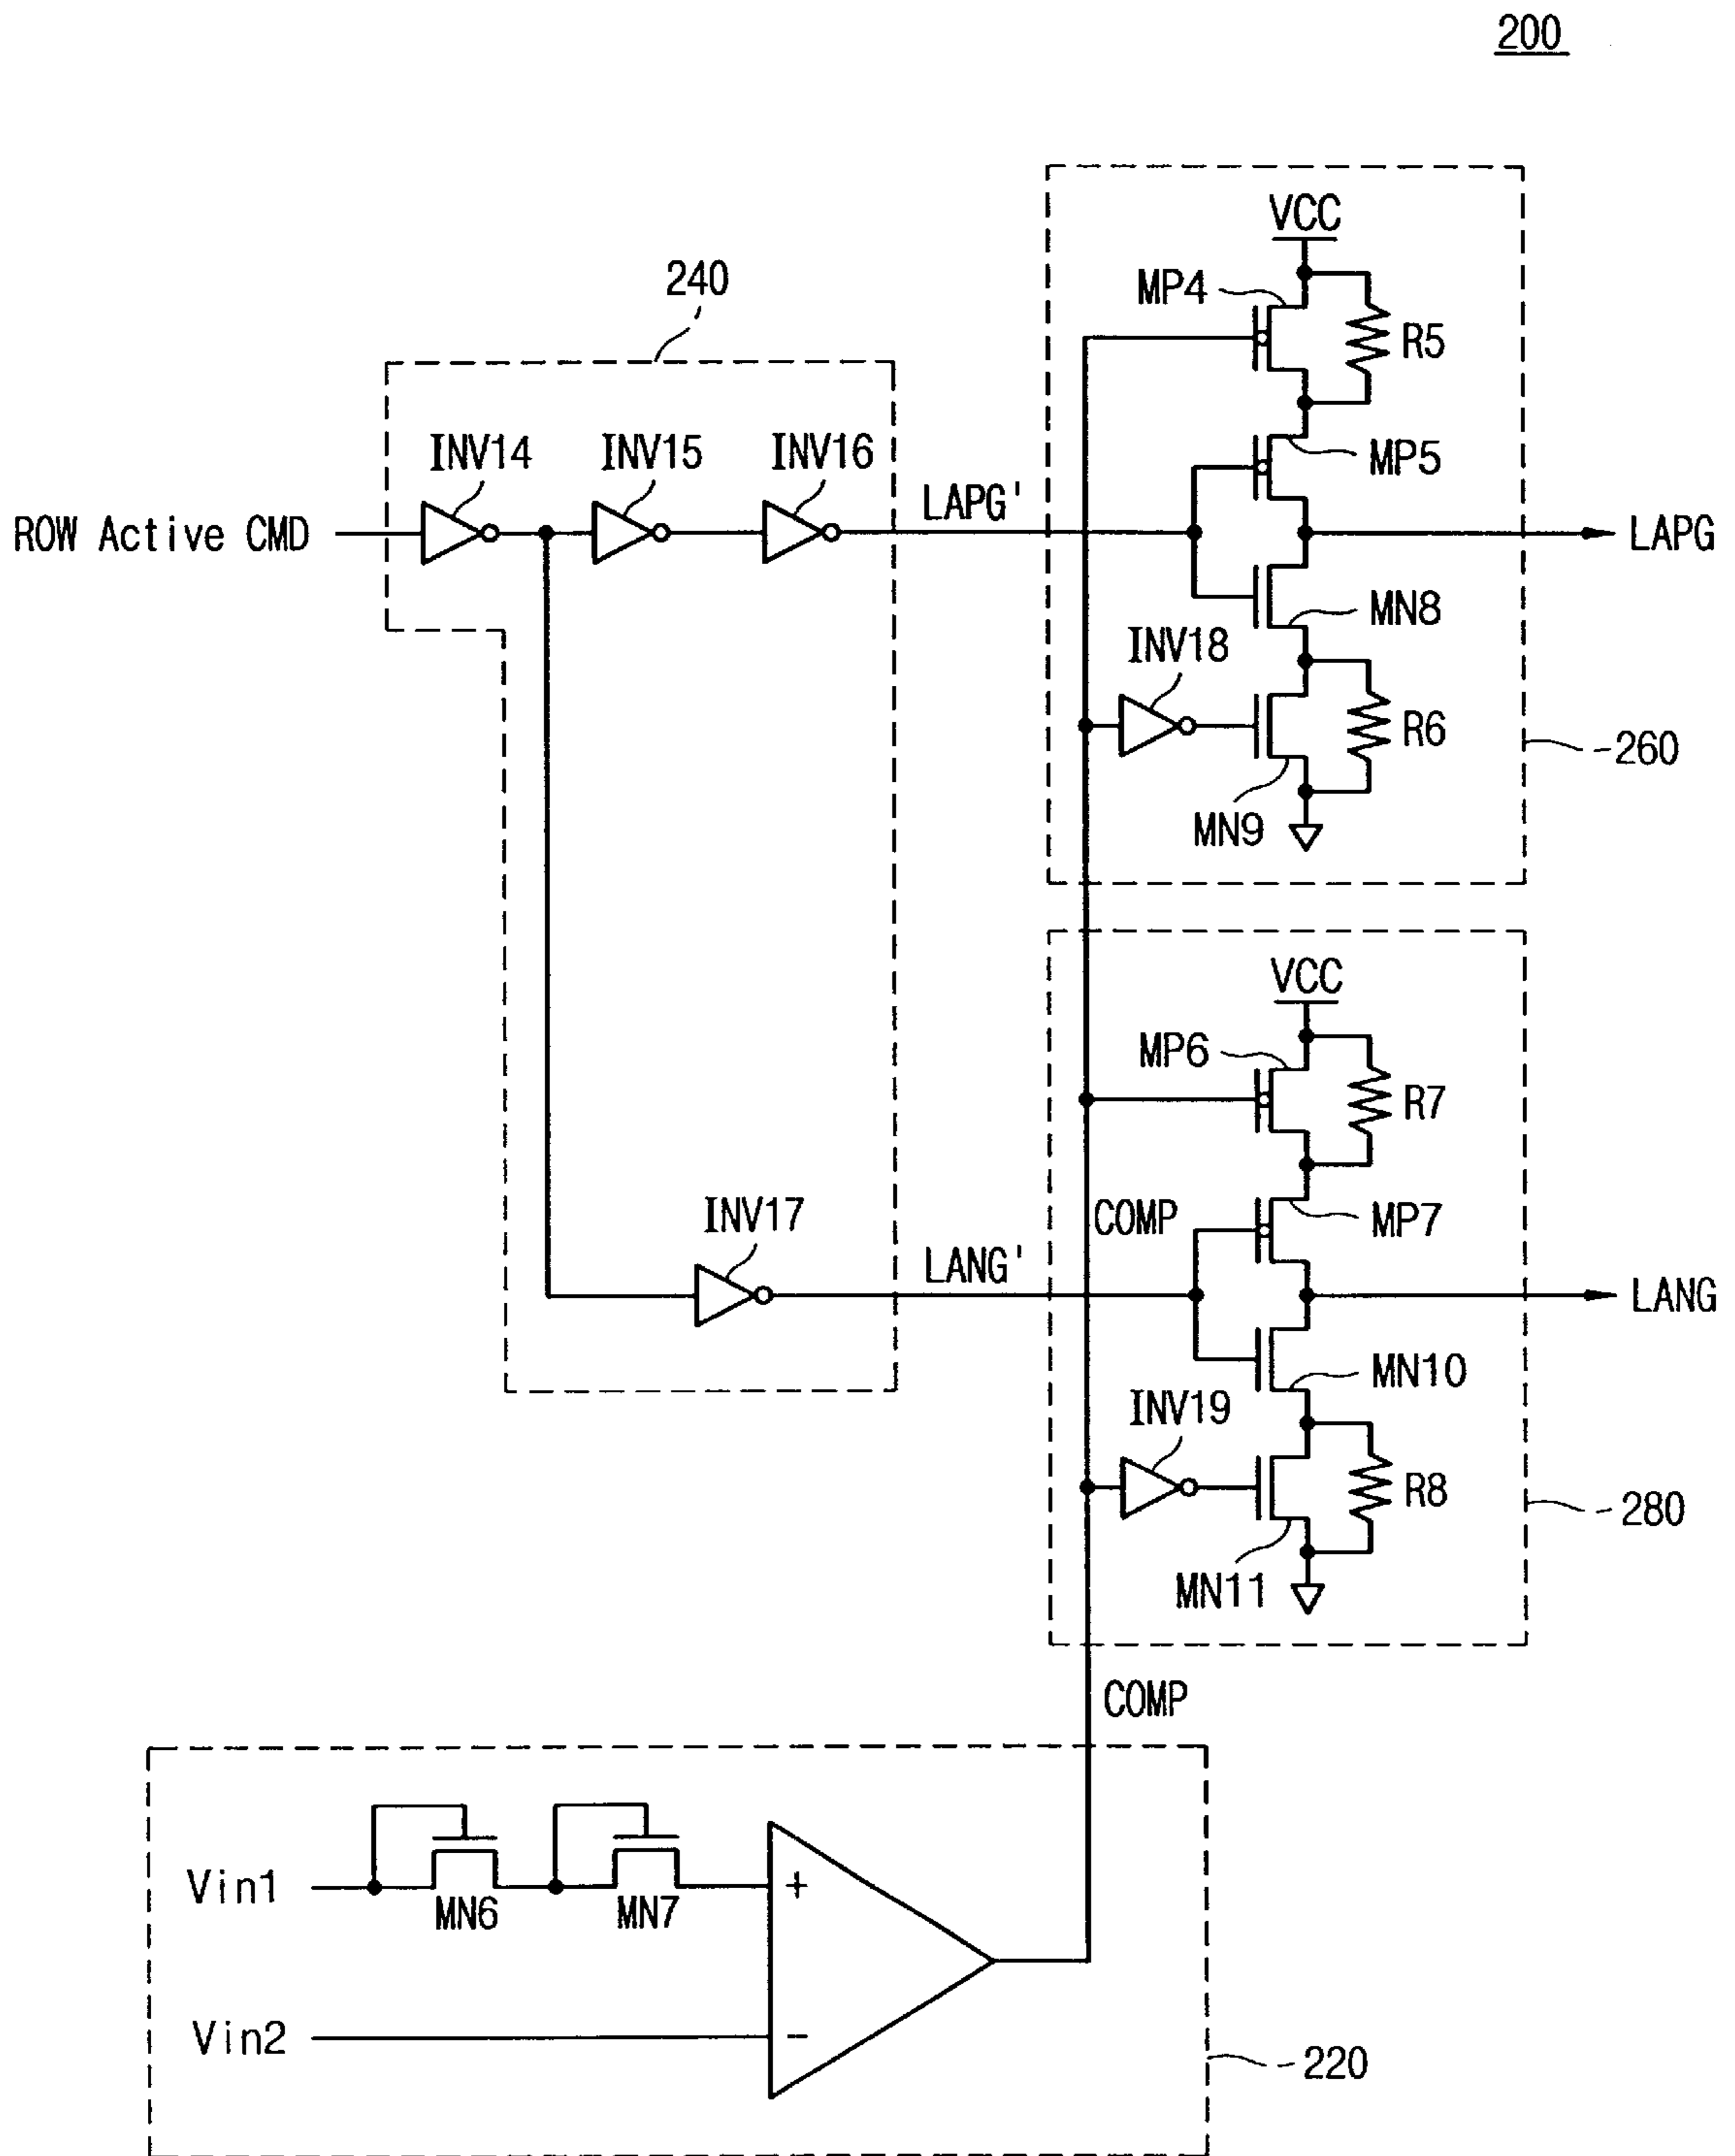 200
VCC
MP4
R5
240
MP5
INV14
INV15
INV16
LAPG'
ROW Active CMD
LAPG
MN8
INV18
R6
260
MN9
VCC
MP6
R7
COMP
MP7
INV17
LANG'
LANG
MN10
INV19
R8
280
MN11
COMP
Vin1
+
MN6
MN7
Vin2
-
220